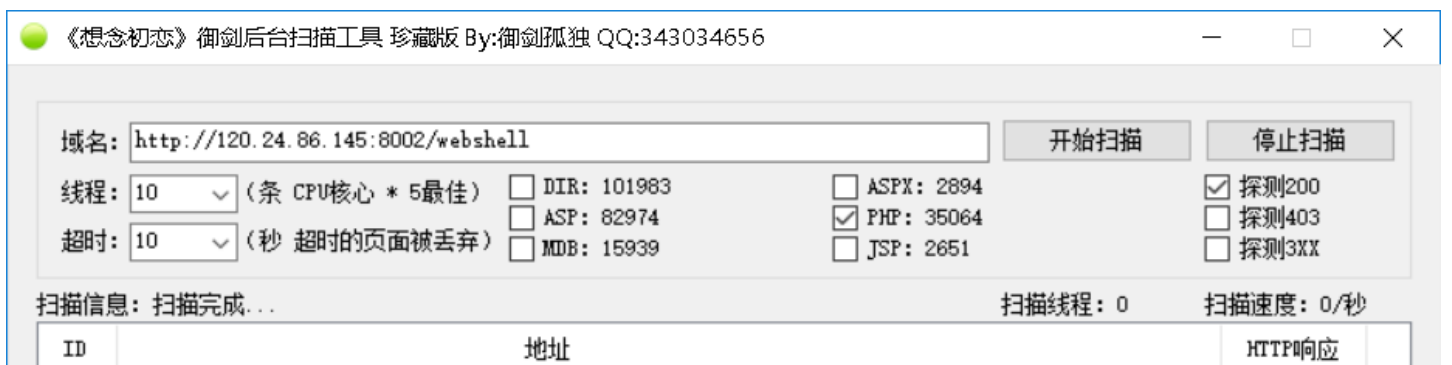 《想念初恋》御剑后台扫描工具 珍藏版 By:御剑孤独 QQ:343034656
域名: http://120.24.86.145:8002/webshell 开始扫描 停止扫描
线程: 10 (条 CPU核心 * 5最佳) DIR: 101983 ASPX: 2894 探测200
ASP: 82974 PHP: 35064 探测403
超时: 10 (秒 超时的页面被丢弃) MDB: 15939 JSP: 2651 探测3XX
扫描信息: 扫描完成... 扫描线程: 0 扫描速度: 0/秒
ID 地址 HTTP响应